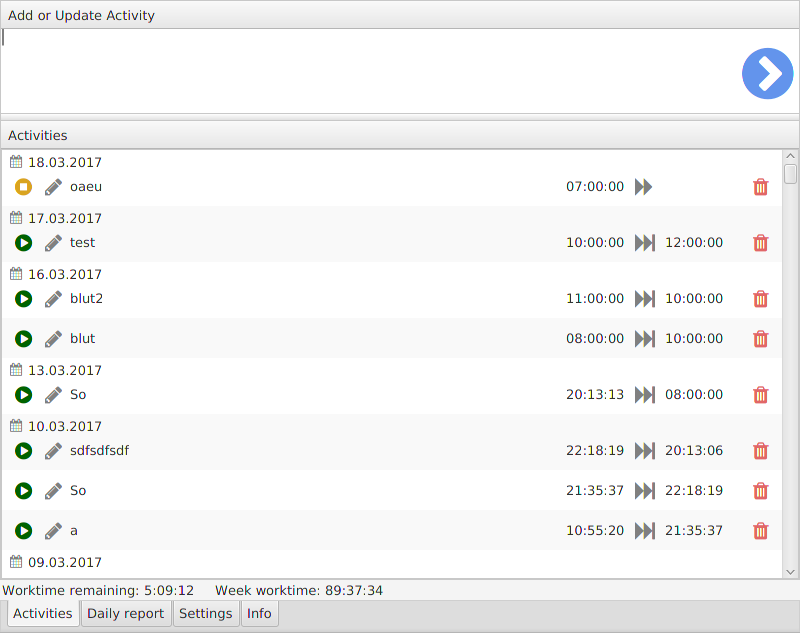 Add or Update Activity
Activities
18.03.2017
oaeu 07:00:00
17.03.2017
test 10:00:00 12:00:00
16.03.2017
blut2 11:00:00 10:00:00
blut 08:00:00 10:00:00
13.03.2017
So 20:13:13 08:00:00
10.03.2017
sdfsdfsdf 22:18:19 20:13:06
So 21:35:37 22:18:19
a 10:55:20 21:35:37
09.03.2017
Worktime remaining: 5:09:12 Week worktime: 89:37:34
Activities Daily report Settings Info